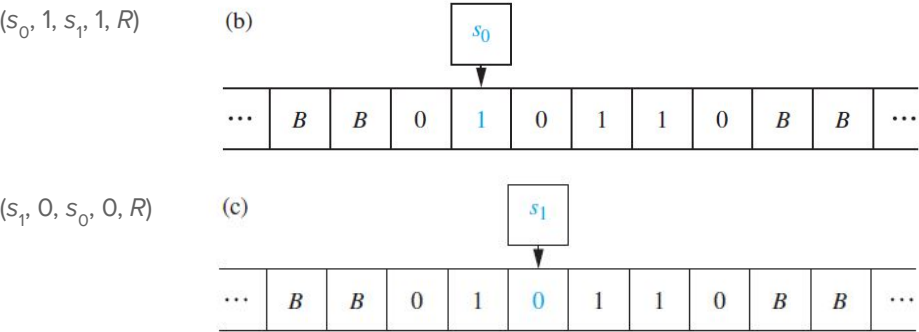 (s₀, 1, s₁, 1, R) (b) s₀
... B B 0 1 0 1 1 0 B B ...
(s₁, 0, s₀, 0, R) (c) s₁
... B B 0 1 0 1 1 0 B B ...